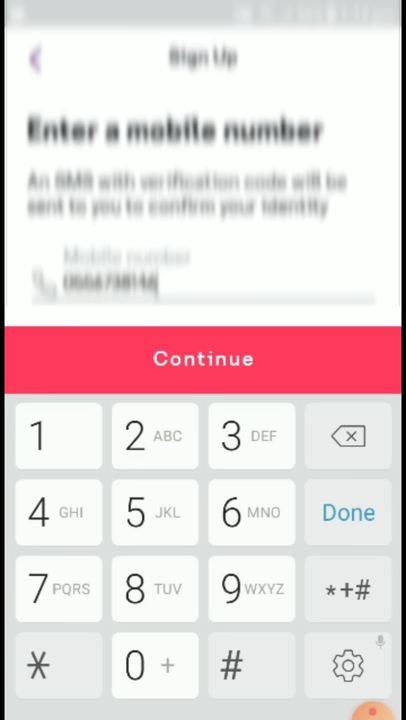 Sign Up
Enter a mobile number
An SMS with verification code will be
sent to you to confirm your identity
Mobile number
Continue
1
2 ABC
3 DEF
4 GHI
5 JKL
6 MNO
Done
7 PQRS
8 TUV
9 WXYZ
*+#
*
0 +
#